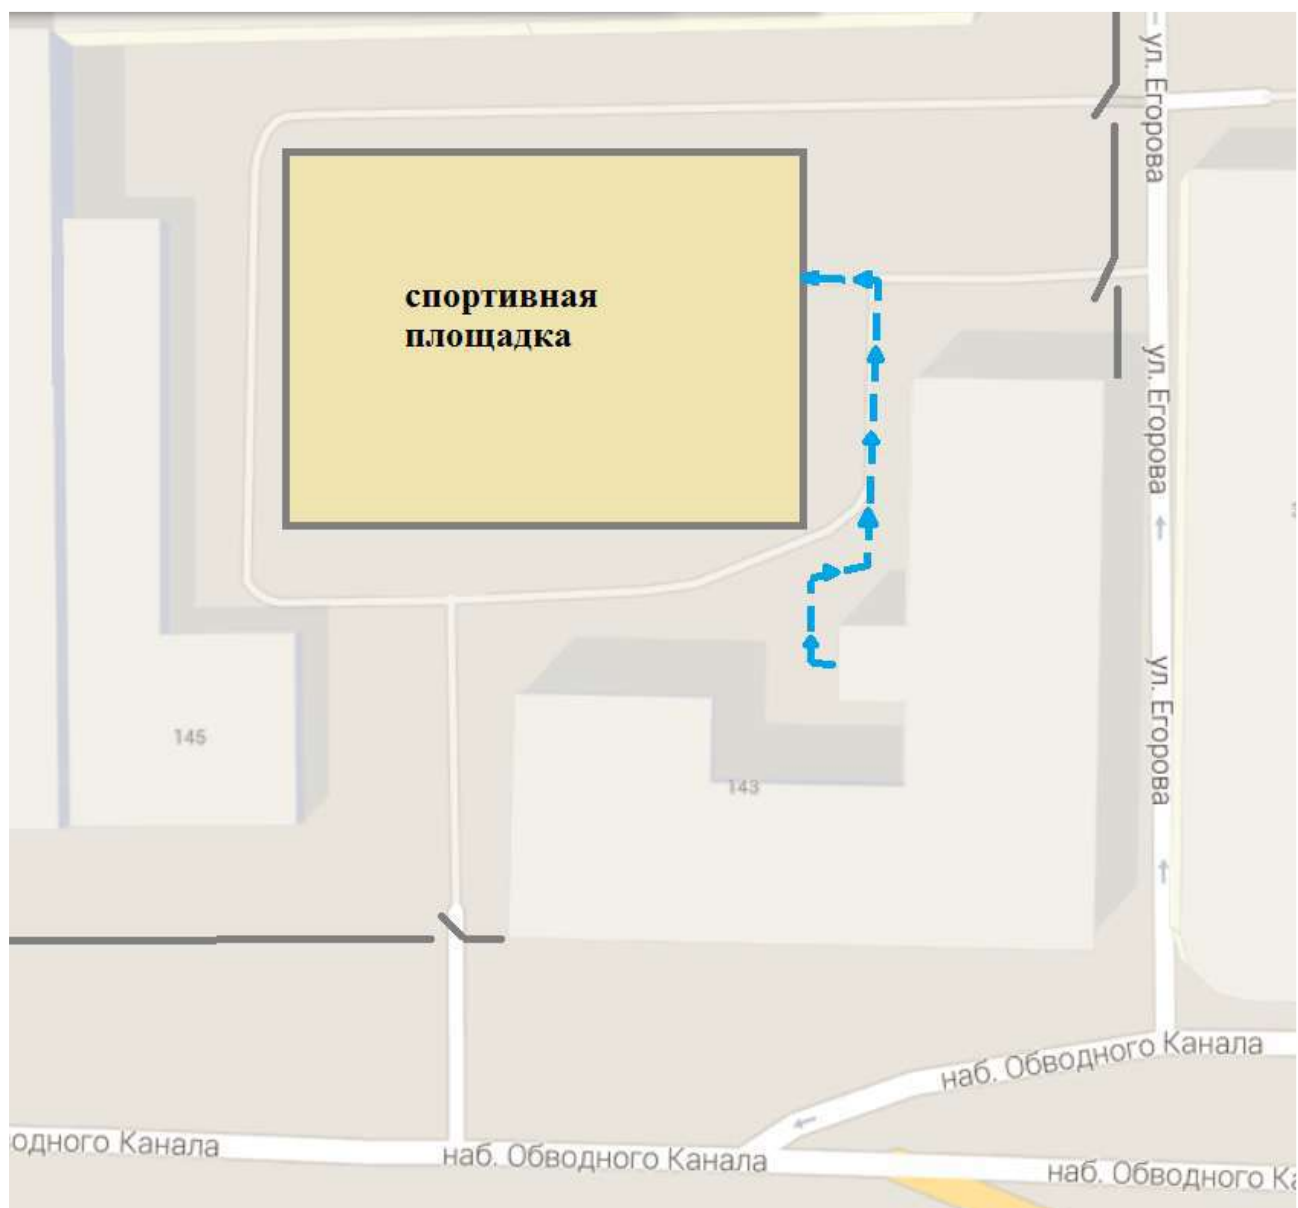 ул. Егорова
спортивная
площадка
ул. Егорова
145
143
ул. Егорова
наб. Обводного Канала
одного Канала
наб. Обводного Канала
наб. Обводного Ка